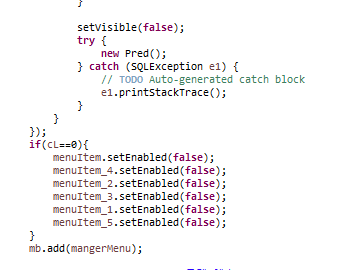 }
setVisible(false);
try {
new Pred();
} catch (SQLException e1) {
// TODO Auto-generated catch block
e1.printStackTrace();
}
}
});
if(cL==0){
menuItem.setEnabled(false);
menuItem_4.setEnabled(false);
menuItem_2.setEnabled(false);
menuItem_3.setEnabled(false);
menuItem_1.setEnabled(false);
menuItem_5.setEnabled(false);
}
mb.add(mangerMenu);